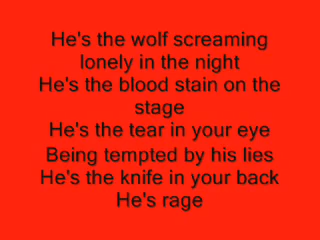 He's the wolf screaming
lonely in the night
He's the blood stain on the
stage
He's the tear in your eye
Being tempted by his lies
He's the knife in your back
He's rage